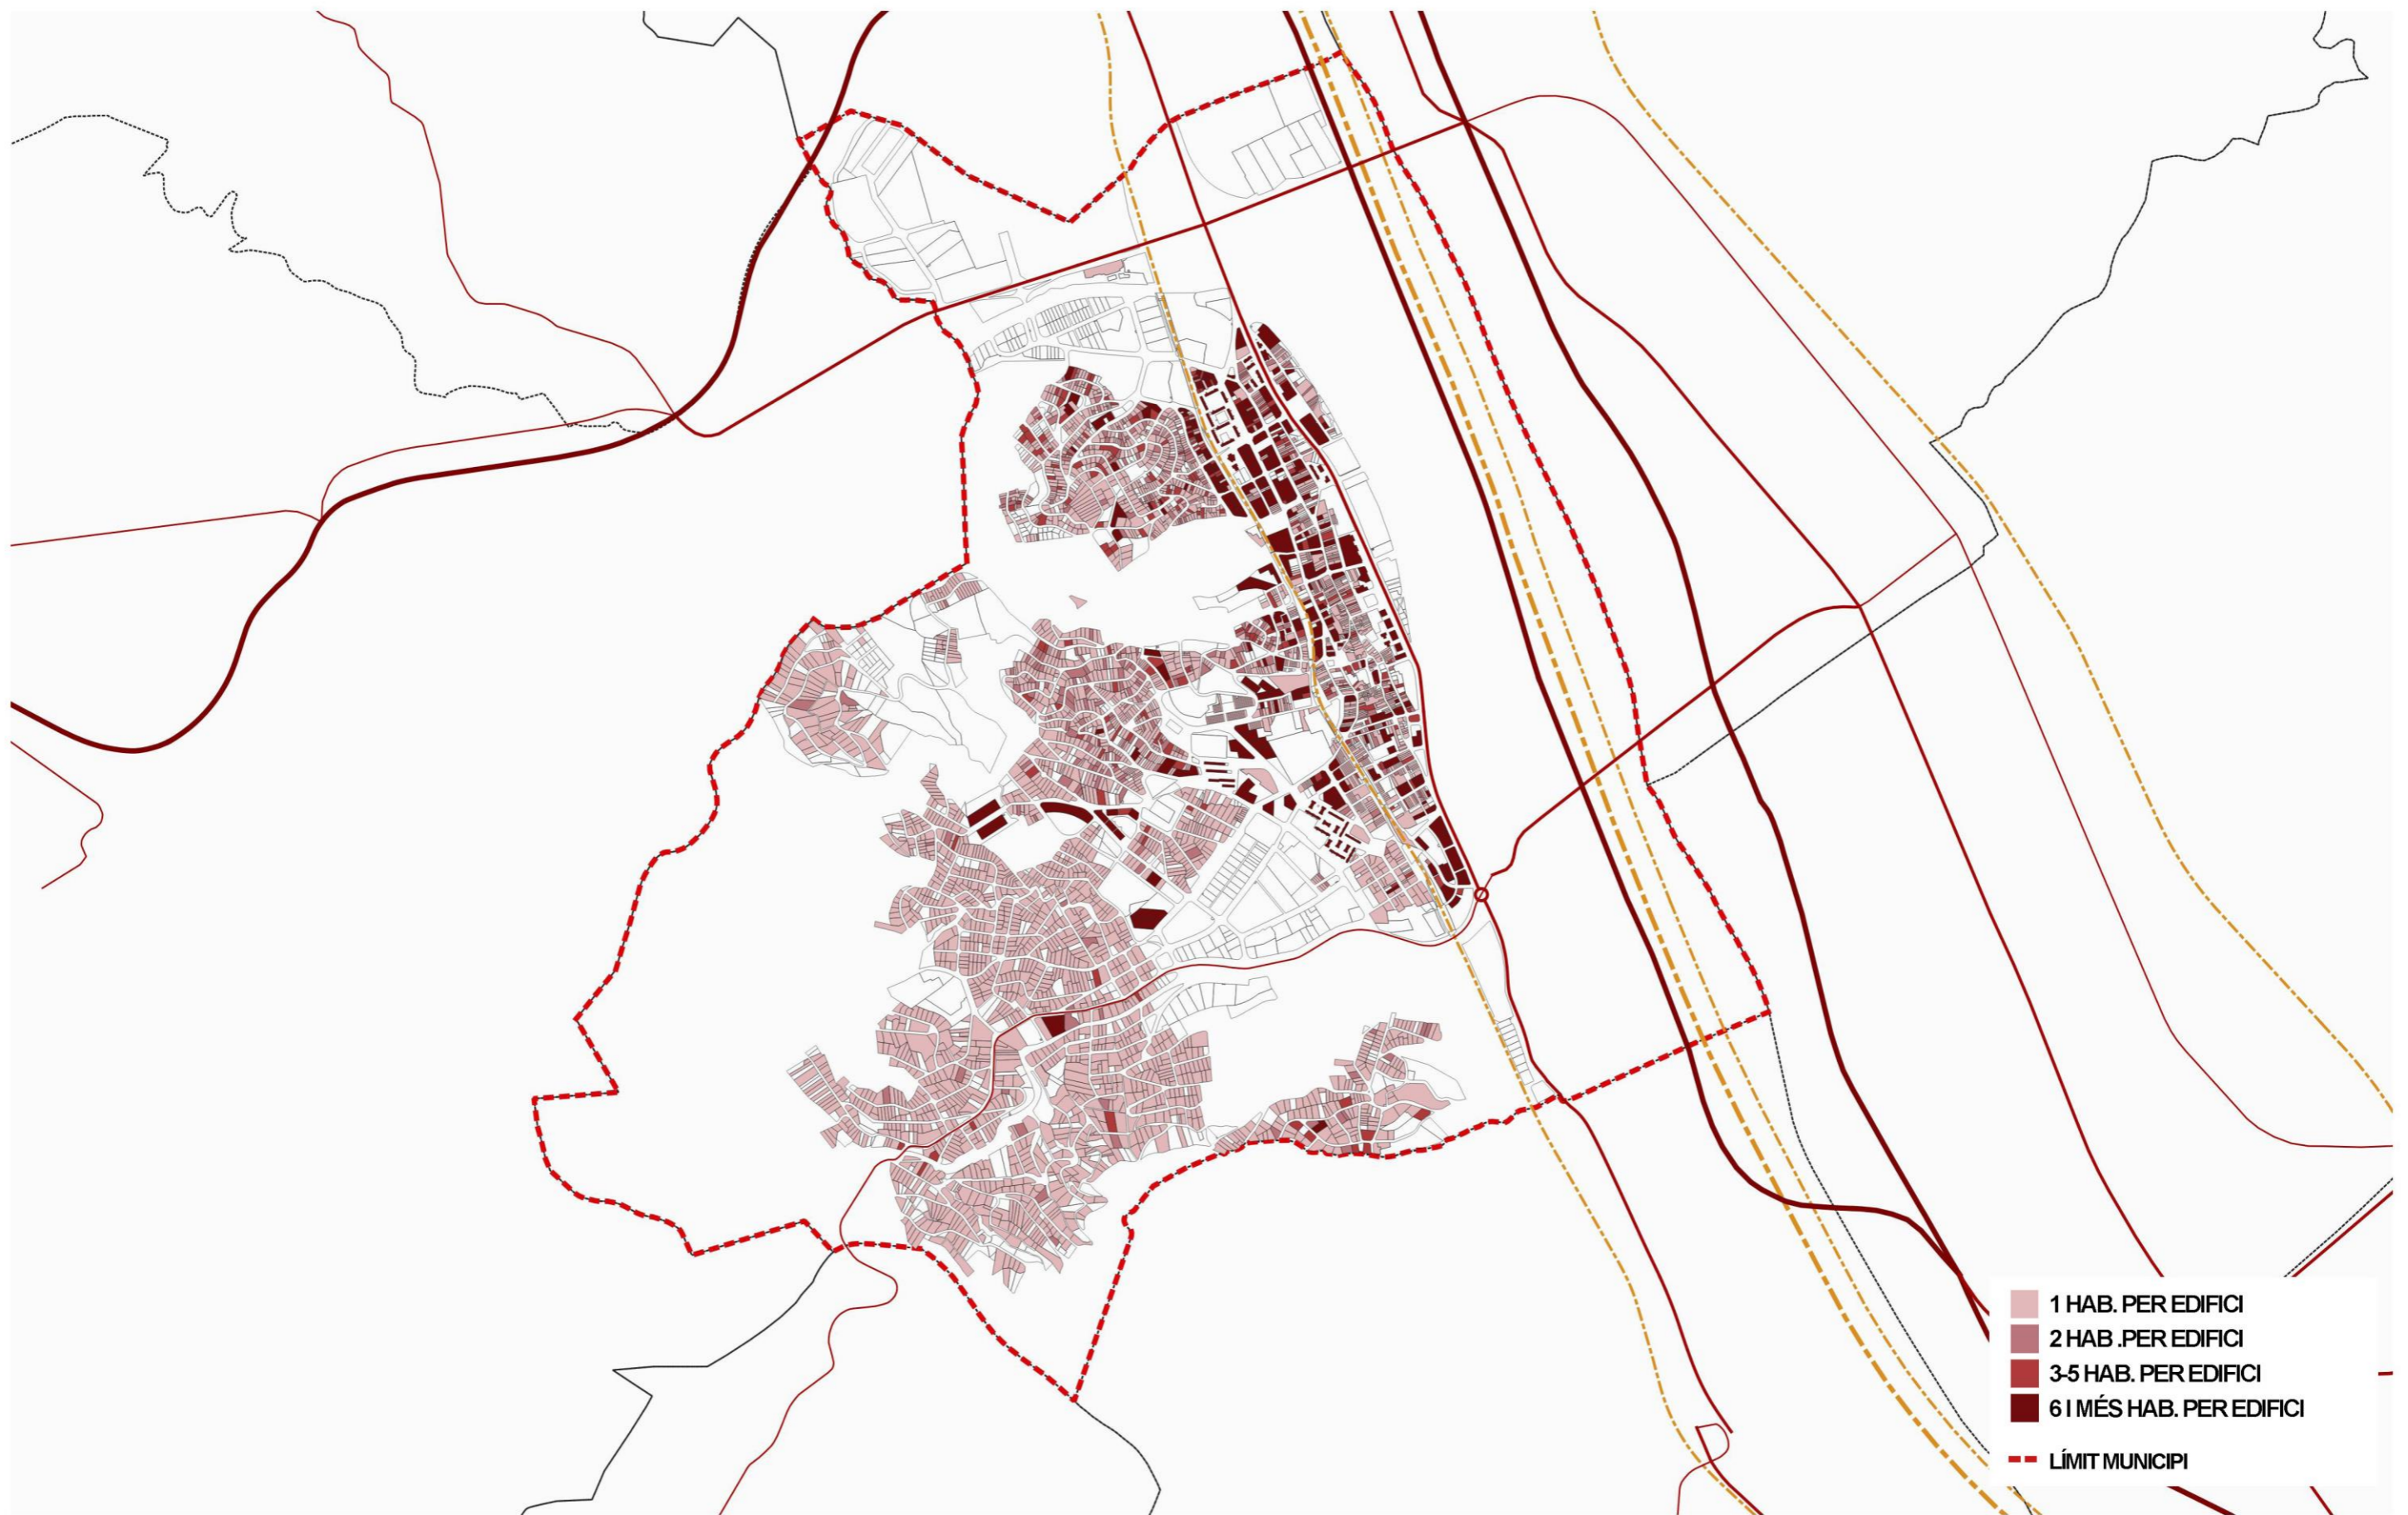 1 HAB. PER EDIFICI
2 HAB .PER EDIFICI
3-5 HAB. PER EDIFICI
6 I MÉS HAB. PER EDIFICI
LÍMIT MUNICIPI